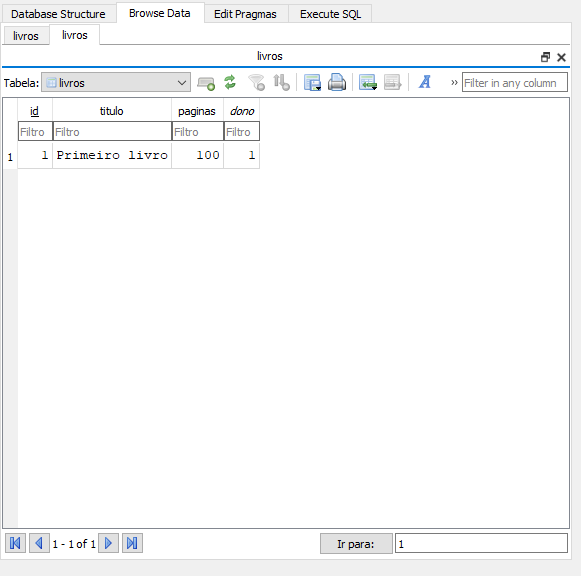 Database Structure Browse Data Edit Pragmas Execute SQL
livros livros
livros
Tabela: livros A » Filter in any column
id titulo paginas dono
Filtro Filtro Filtro Filtro
1 1 Primeiro livro 100 1
1 - 1 of 1 Ir para: 1